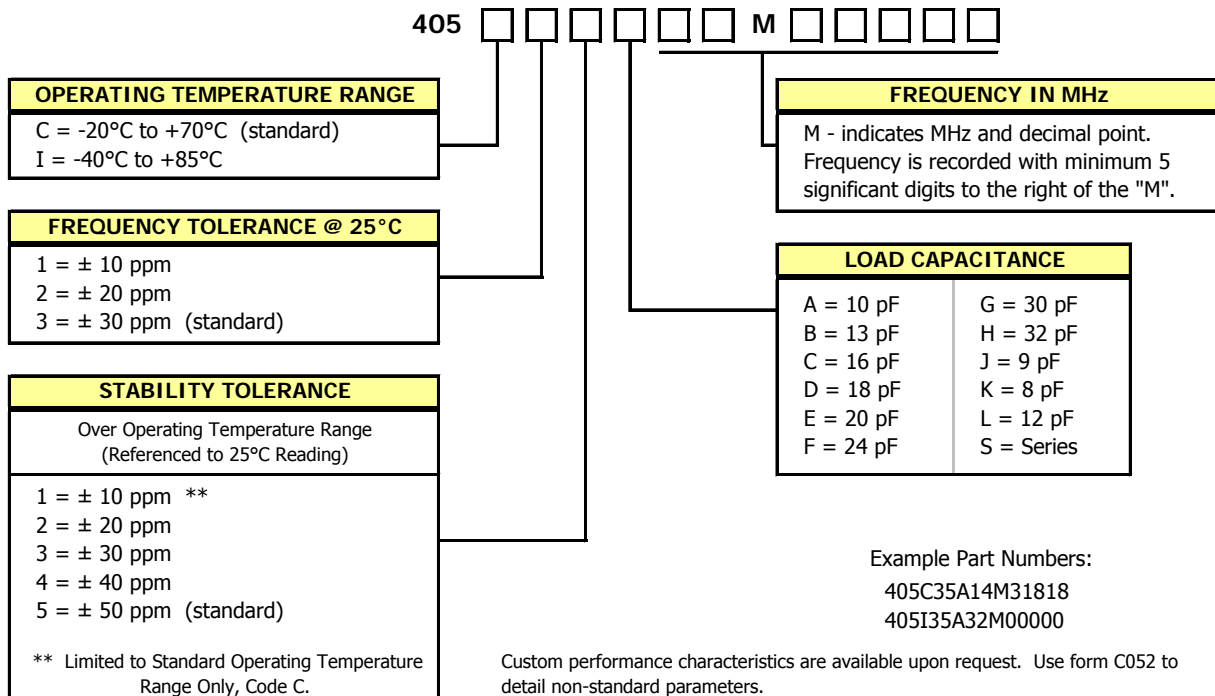 405 □ □ □ □ □ □ M □ □ □ □ □
OPERATING TEMPERATURE RANGE
C = -20°C to +70°C (standard)
I = -40°C to +85°C
FREQUENCY TOLERANCE @ 25°C
1 = ± 10 ppm
2 = ± 20 ppm
3 = ± 30 ppm (standard)
STABILITY TOLERANCE
Over Operating Temperature Range
(Referenced to 25°C Reading)
1 = ± 10 ppm **
2 = ± 20 ppm
3 = ± 30 ppm
4 = ± 40 ppm
5 = ± 50 ppm (standard)
** Limited to Standard Operating Temperature
Range Only, Code C.
FREQUENCY IN MHz
M - indicates MHz and decimal point.
Frequency is recorded with minimum 5
significant digits to the right of the "M".
LOAD CAPACITANCE
A = 10 pF
B = 13 pF
C = 16 pF
D = 18 pF
E = 20 pF
F = 24 pF
G = 30 pF
H = 32 pF
J = 9 pF
K = 8 pF
L = 12 pF
S = Series
Example Part Numbers:
405C35A14M31818
405I35A32M00000
Custom performance characteristics are available upon request. Use form C052 to
detail non-standard parameters.